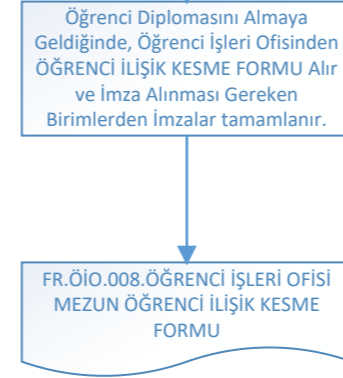 Öğrenci Diplomasını Almaya
Geldiğinde, Öğrenci İşleri Ofisinden
ÖĞRENCİ İLİŞİK KESME FORMU Alır
ve İmza Alınması Gereken
Birimlerden İmzalar tamamlanır.
FR.ÖİO.008.ÖĞRENCİ İŞLERİ OFİSİ
MEZUN ÖĞRENCİ İLİŞİK KESME
FORMU